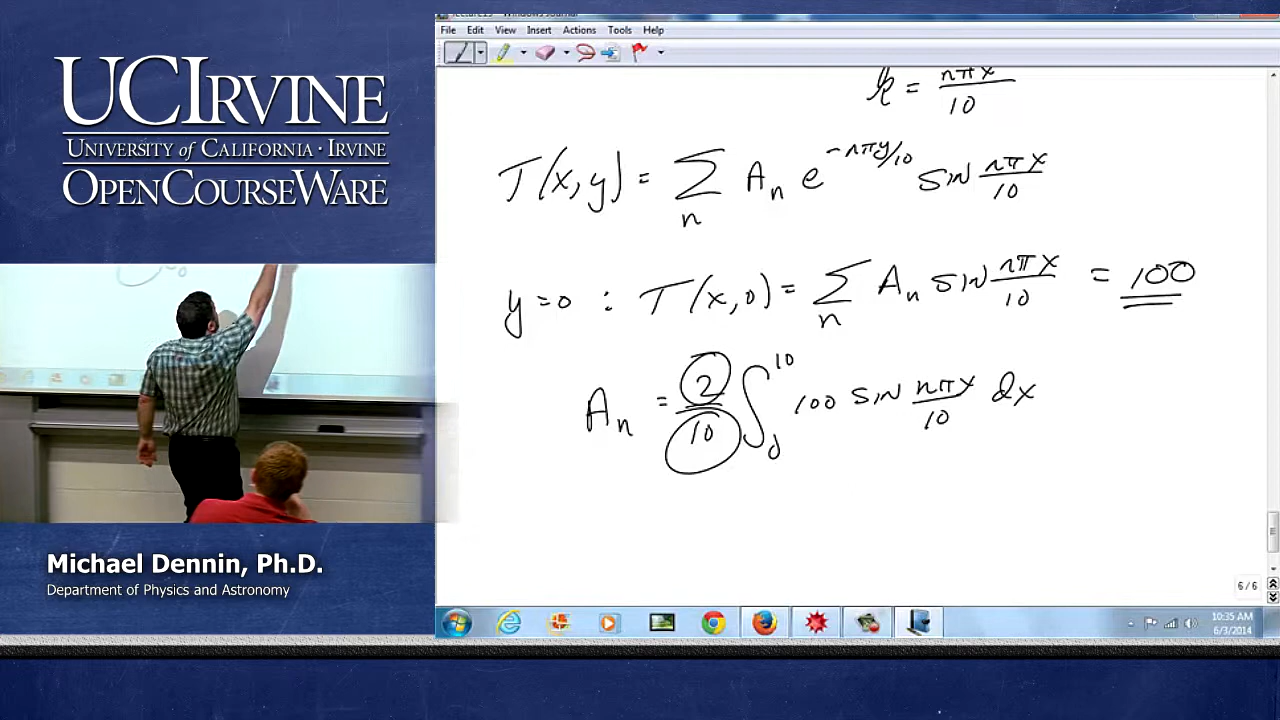 UCIRVINE
UNIVERSITY of CALIFORNIA · IRVINE
OPENCOURSEWARE
Michael Dennin, Ph.D.
Department of Physics and Astronomy
File Edit View Insert Actions Tools Help
k = nπx/10
T(x,y) = Σ_n A_n e^{-nπy/10} sin nπx/10
y=0 : T(x,0) = Σ_n A_n sin nπx/10 = 100
A_n = 2/10 ∫_0^10 100 sin nπx/10 dx
6/6
10:35 AM
6/3/2014